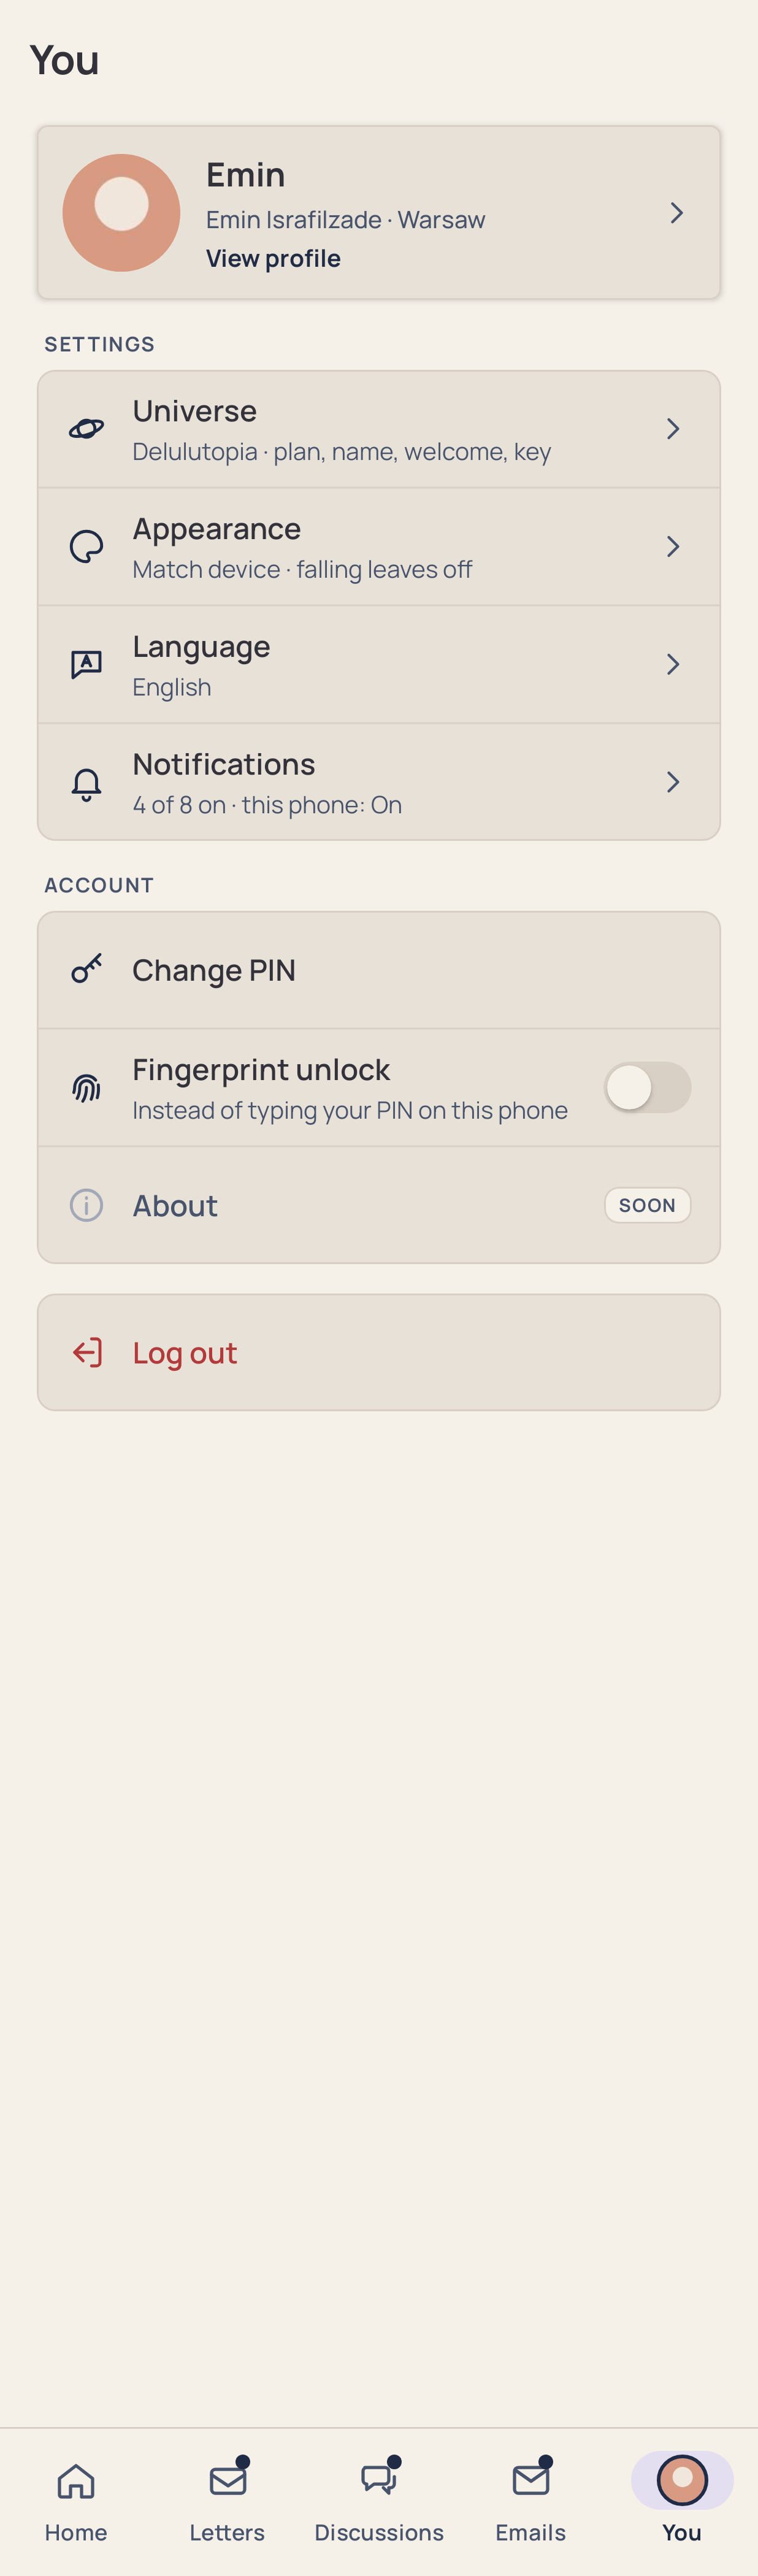 You
Emin
Emin Israfilzade · Warsaw
View profile
SETTINGS
Universe
Delulutopia · plan, name, welcome, key
Appearance
Match device · falling leaves off
A
Language
English
Notifications
4 of 8 on · this phone: On
ACCOUNT
Change PIN
Fingerprint unlock
Instead of typing your PIN on this phone
About
SOON
Log out
Home
Letters
Discussions
Emails
You